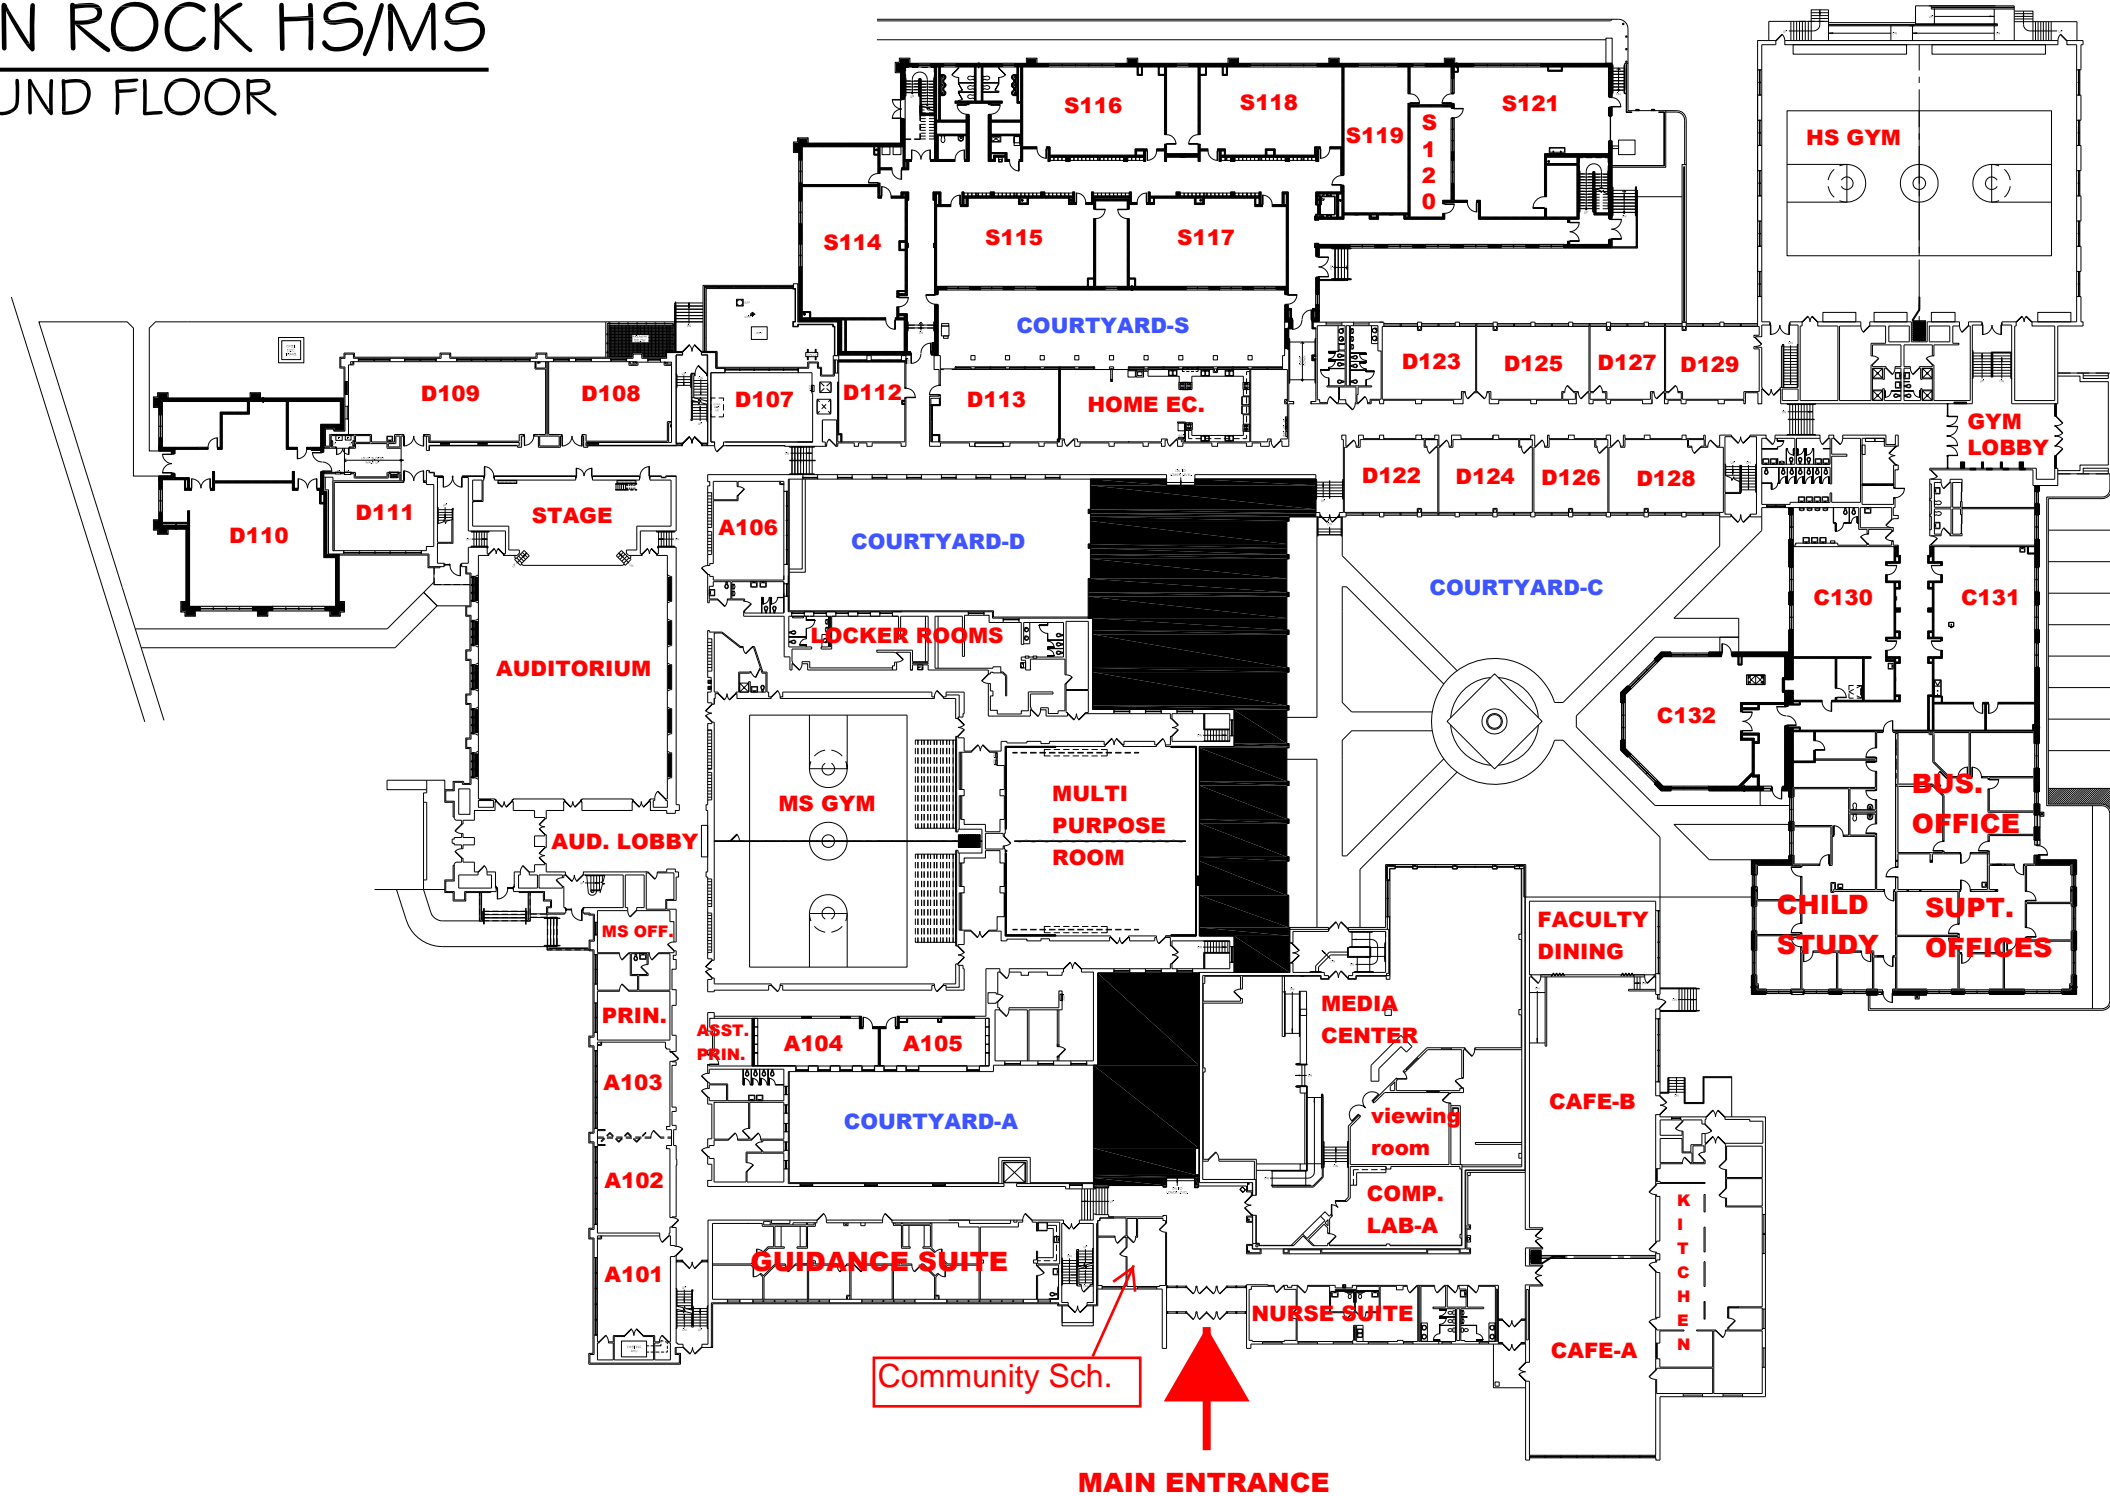 N ROCK HS/MS
UND FLOOR
S116
S118
S119
S
1
2
0
S121
HS GYM
S114
S115
S117
COURTYARD-S
D109
D108
D107
D112
D113
HOME EC.
D123
D125
D127
D129
GYM
LOBBY
D110
D111
STAGE
A106
COURTYARD-D
D122
D124
D126
D128
COURTYARD-C
C130
C131
AUDITORIUM
LOCKER ROOMS
C132
MS GYM
MULTI
PURPOSE
ROOM
AUD. LOBBY
BUS.
OFFICE
CHILD
STUDY
SUPT.
OFFICES
FACULTY
DINING
MS OFF.
PRIN.
ASST.
PRIN.
A104
A105
MEDIA
CENTER
A103
COURTYARD-A
viewing
room
CAFE-B
A102
COMP.
LAB-A
K
I
T
C
H
E
N
A101
GUIDANCE SUITE
NURSE SUITE
CAFE-A
Community Sch.
MAIN ENTRANCE